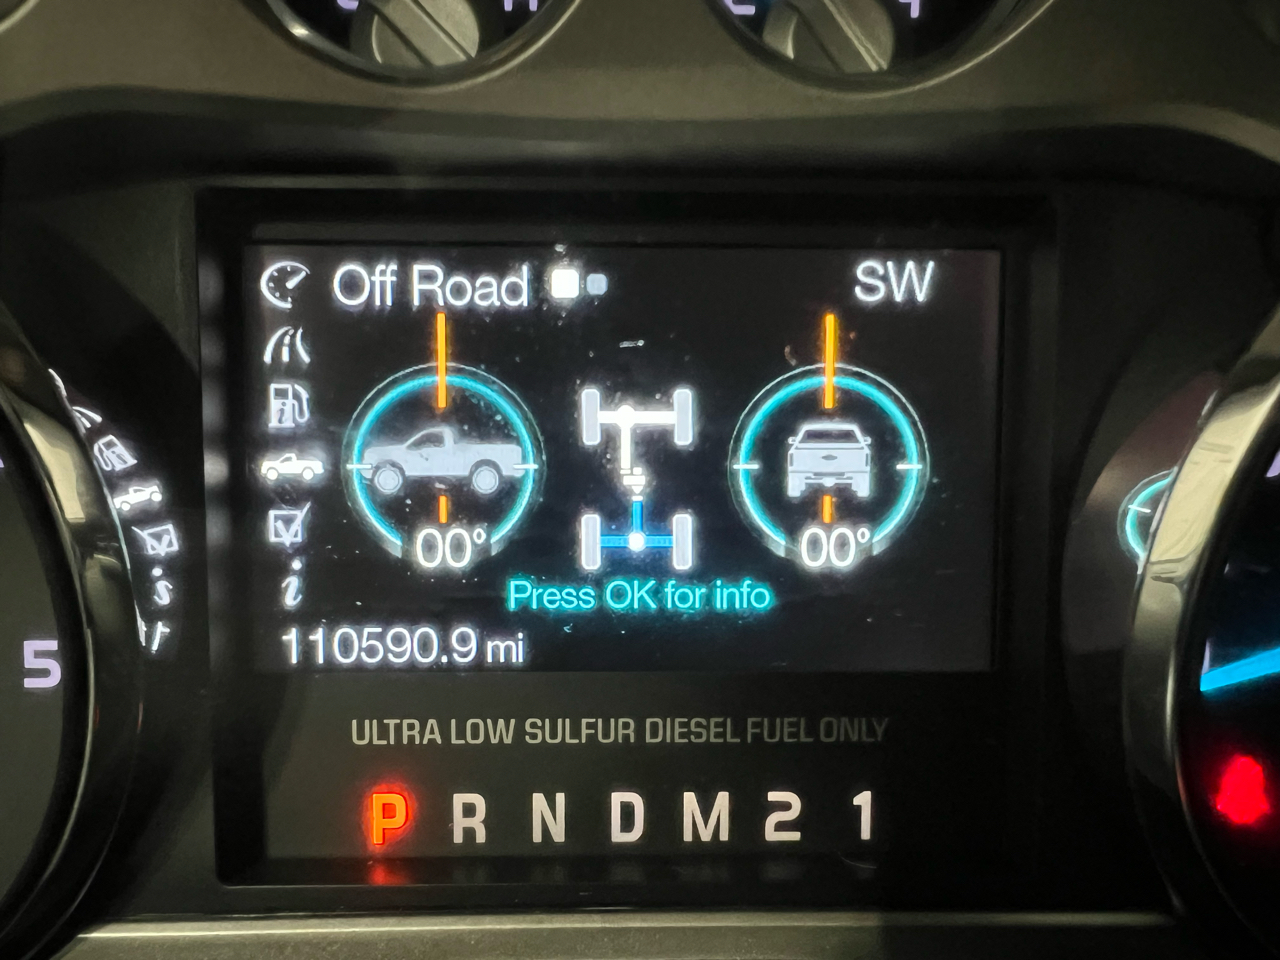 Off Road
SW
00°
00°
Press OK for info
110590.9 mi
5
ULTRA LOW SULFUR DIESEL FUEL ONLY
P R N D M 2 1